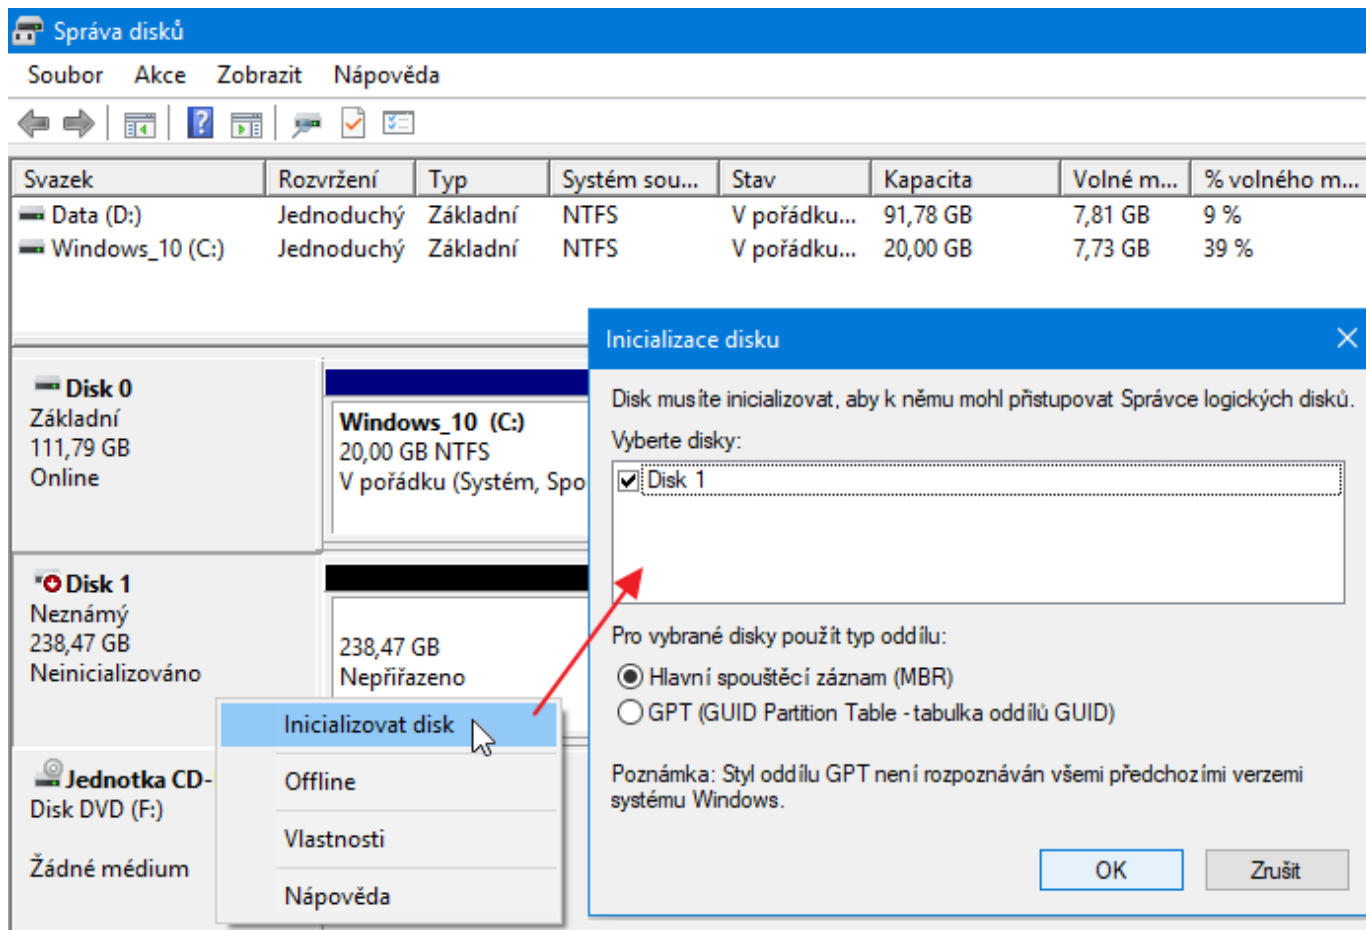 Správa disků
Soubor Akce Zobrazit Nápověda
Svazek Rozvržení Typ Systém sou... Stav Kapacita Volné m... % volného m...
Data (D:) Jednoduchý Základní NTFS V pořádku... 91,78 GB 7,81 GB 9 %
Windows_10 (C:) Jednoduchý Základní NTFS V pořádku... 20,00 GB 7,73 GB 39 %
Disk 0
Základní
111,79 GB
Online
Windows_10 (C:)
20,00 GB NTFS
V pořádku (Systém, Spo
Disk 1
Neznámý
238,47 GB
Neinicializováno
238,47 GB
Nepřiřazeno
Jednotka CD-
Disk DVD (F:)
Žádné médium
Inicializovat disk
Offline
Vlastnosti
Nápověda
Inicializace disku
Disk musíte inicializovat, aby k němu mohl přistupovat Správce logických disků.
Vyberte disky:
Disk 1
Pro vybrané disky použít typ oddílu:
Hlavní spouštěcí záznam (MBR)
GPT (GUID Partition Table - tabulka oddílů GUID)
Poznámka: Styl oddílu GPT není rozpoznáván všemi předchozími verzemi
systému Windows.
OK Zrušit